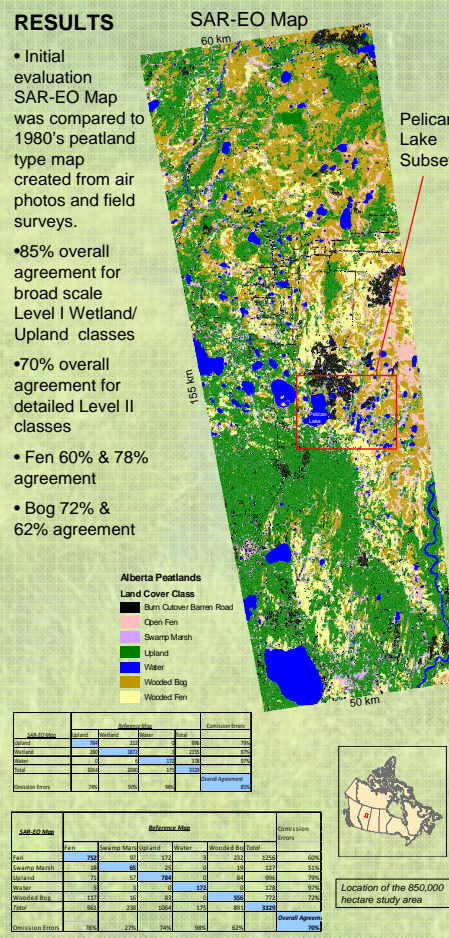 RESULTS
• Initial
evaluation
SAR-EO Map
was compared to
1980's peatland
type map
created from air
photos and field
surveys.
•85% overall
agreement for
broad scale
Level I Wetland/
Upland classes
•70% overall
agreement for
detailed Level II
classes
• Fen 60% & 78%
agreement
• Bog 72% &
62% agreement
SAR-EO Map
60 km
Pelican
Lake
Subse
155 km
Pelican
Lake
50 km
Alberta Peatlands
Land Cover Class
Burn Cutover Barren Road
Open Fen
Swamp Marsh
Upland
Water
Wooded Bog
Wooded Fen
Reference Map Comission Errors
SAR-EO Map Upland Wetland Water Total
Upland 784 212 0 996 79%
Wetland 280 1872 3 2155 87%
Water 0 6 172 178 97%
Total 1064 2090 175 3329
Overall Agreement
Omission Errors 74% 90% 98% 85%
SAR-EO Map Reference Map Comission
Errors
Fen Swamp Mars Upland Water Wooded Bo Total
Fen 752 97 172 3 232 1256 60%
Swamp Marsh 18 65 25 0 19 127 51%
Upland 71 57 784 0 84 996 79%
Water 3 3 0 172 0 178 97%
Wooded Bog 117 16 83 0 556 772 72%
Total 961 238 1064 175 891 3329
Overall Agreem
Omission Errors 78% 27% 74% 98% 62% 70%
Location of the 850,000
hectare study area